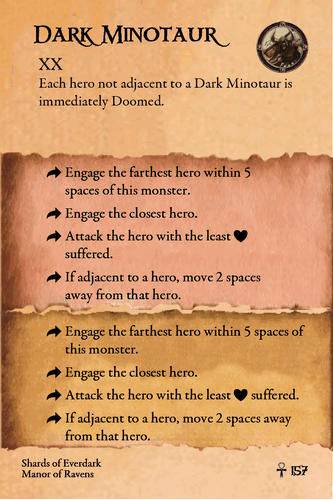 Dark Minotaur
XX
Each hero not adjacent to a Dark Minotaur is
immediately Doomed.
Engage the farthest hero within 5
spaces of this monster.
Engage the closest hero.
Attack the hero with the least
suffered.
If adjacent to a hero, move 2 spaces
away from that hero.
Engage the farthest hero within 5 spaces of
this monster.
Engage the closest hero.
Attack the hero with the least suffered.
If adjacent to a hero, move 2 spaces away
from that hero.
Shards of Everdark
Manor of Ravens
157